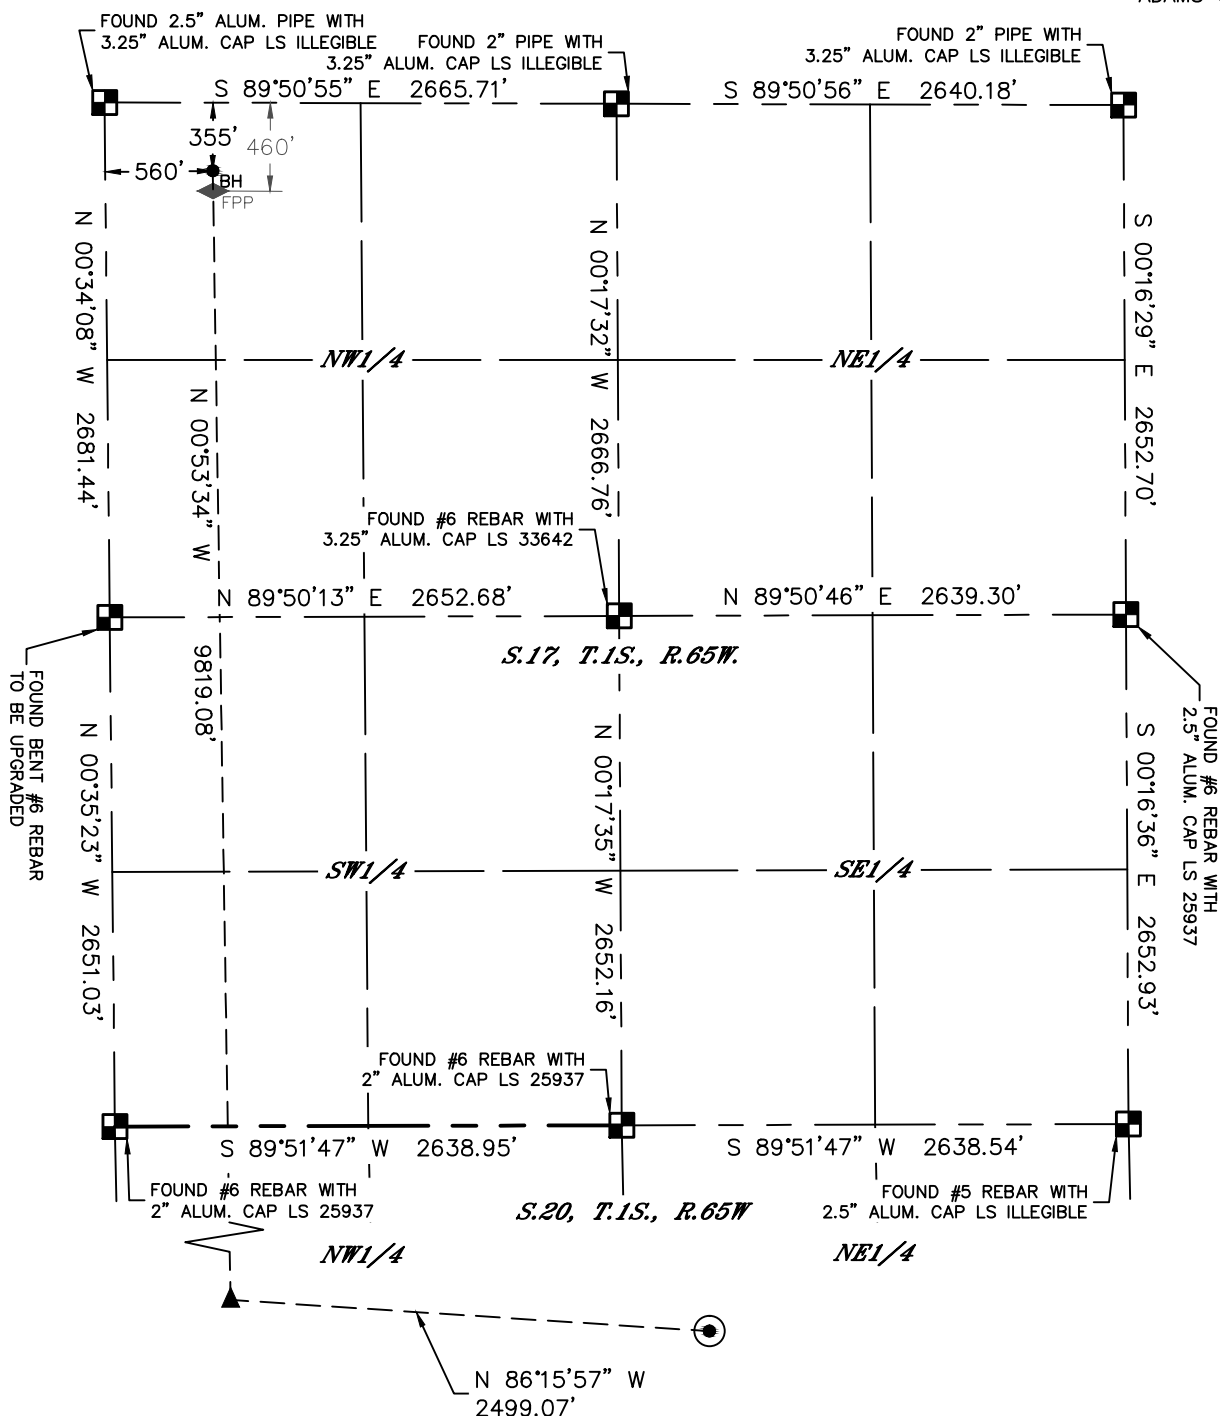 FOUND 2.5" ALUM. PIPE WITH
3.25" ALUM. CAP LS ILLEGIBLE
FOUND 2" PIPE WITH
3.25" ALUM. CAP LS ILLEGIBLE
FOUND 2" PIPE WITH
3.25" ALUM. CAP LS ILLEGIBLE
S 89°50'55" E 2665.71'
S 89°50'56" E 2640.18'
355'
460'
560'
BH
FPP
N 00°34'08" W 2681.44'
N 00°53'34" W 9819.08'
N 00°17'32" W 2666.76'
S 00°16'29" E 2652.70'
NW1/4
NE1/4
FOUND #6 REBAR WITH
3.25" ALUM. CAP LS 33642
N 89°50'13" E 2652.68'
N 89°50'46" E 2639.30'
S.17, T.1S., R.65W.
FOUND BENT #6 REBAR
TO BE UPGRADED
FOUND #6 REBAR WITH
2.5" ALUM. CAP LS 25937
N 00°35'23" W 2651.03'
N 00°17'35" W 2652.16'
S 00°16'36" E 2652.93'
SW1/4
SE1/4
FOUND #6 REBAR WITH
2" ALUM. CAP LS 25937
S 89°51'47" W 2638.95'
S 89°51'47" W 2638.54'
FOUND #6 REBAR WITH
2" ALUM. CAP LS 25937
FOUND #5 REBAR WITH
2.5" ALUM. CAP LS ILLEGIBLE
S.20, T.1S., R.65W
NW1/4
NE1/4
N 86°15'57" W
2499.07'